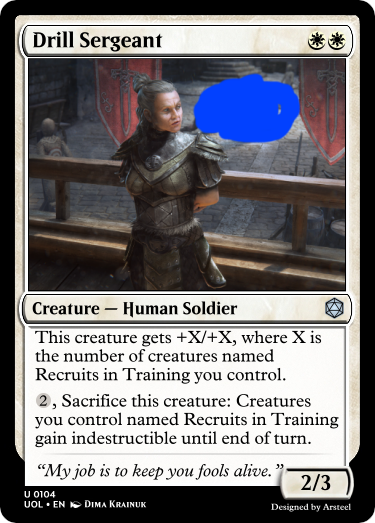 Drill Sergeant
Creature — Human Soldier
This creature gets +X/+X, where X is
the number of creatures named
Recruits in Training you control.
2, Sacrifice this creature: Creatures
you control named Recruits in Training
gain indestructible until end of turn.
“My job is to keep you fools alive.”
2/3
U 0104
UOL • EN Dima Krainuk
Designed by Arsteel